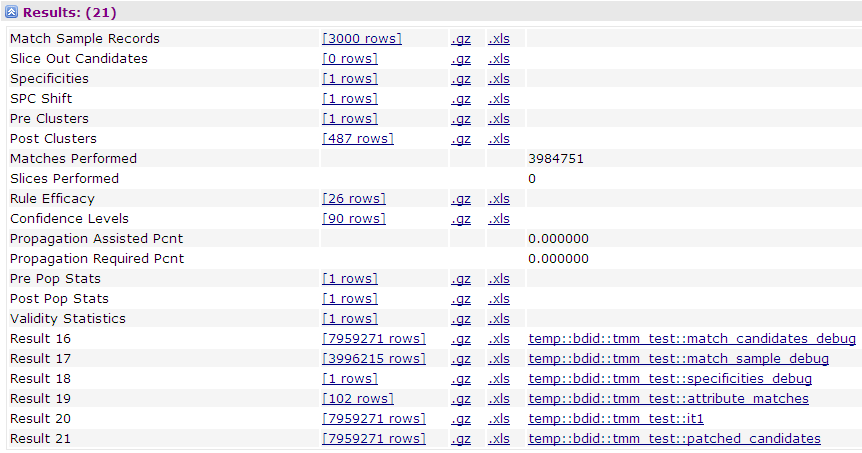 Results: (21)
Match Sample Records [3000 rows] .gz .xls
Slice Out Candidates [0 rows] .gz .xls
Specificities [1 rows] .gz .xls
SPC Shift [1 rows] .gz .xls
Pre Clusters [1 rows] .gz .xls
Post Clusters [487 rows] .gz .xls
Matches Performed 3984751
Slices Performed 0
Rule Efficacy [26 rows] .gz .xls
Confidence Levels [90 rows] .gz .xls
Propagation Assisted Pcnt 0.000000
Propagation Required Pcnt 0.000000
Pre Pop Stats [1 rows] .gz .xls
Post Pop Stats [1 rows] .gz .xls
Validity Statistics [1 rows] .gz .xls
Result 16 [7959271 rows] .gz .xls temp::bdid::tmm_test::match_candidates_debug
Result 17 [3996215 rows] .gz .xls temp::bdid::tmm_test::match_sample_debug
Result 18 [1 rows] .gz .xls temp::bdid::tmm_test::specificities_debug
Result 19 [102 rows] .gz .xls temp::bdid::tmm_test::attribute_matches
Result 20 [7959271 rows] .gz .xls temp::bdid::tmm_test::it1
Result 21 [7959271 rows] .gz .xls temp::bdid::tmm_test::patched_candidates